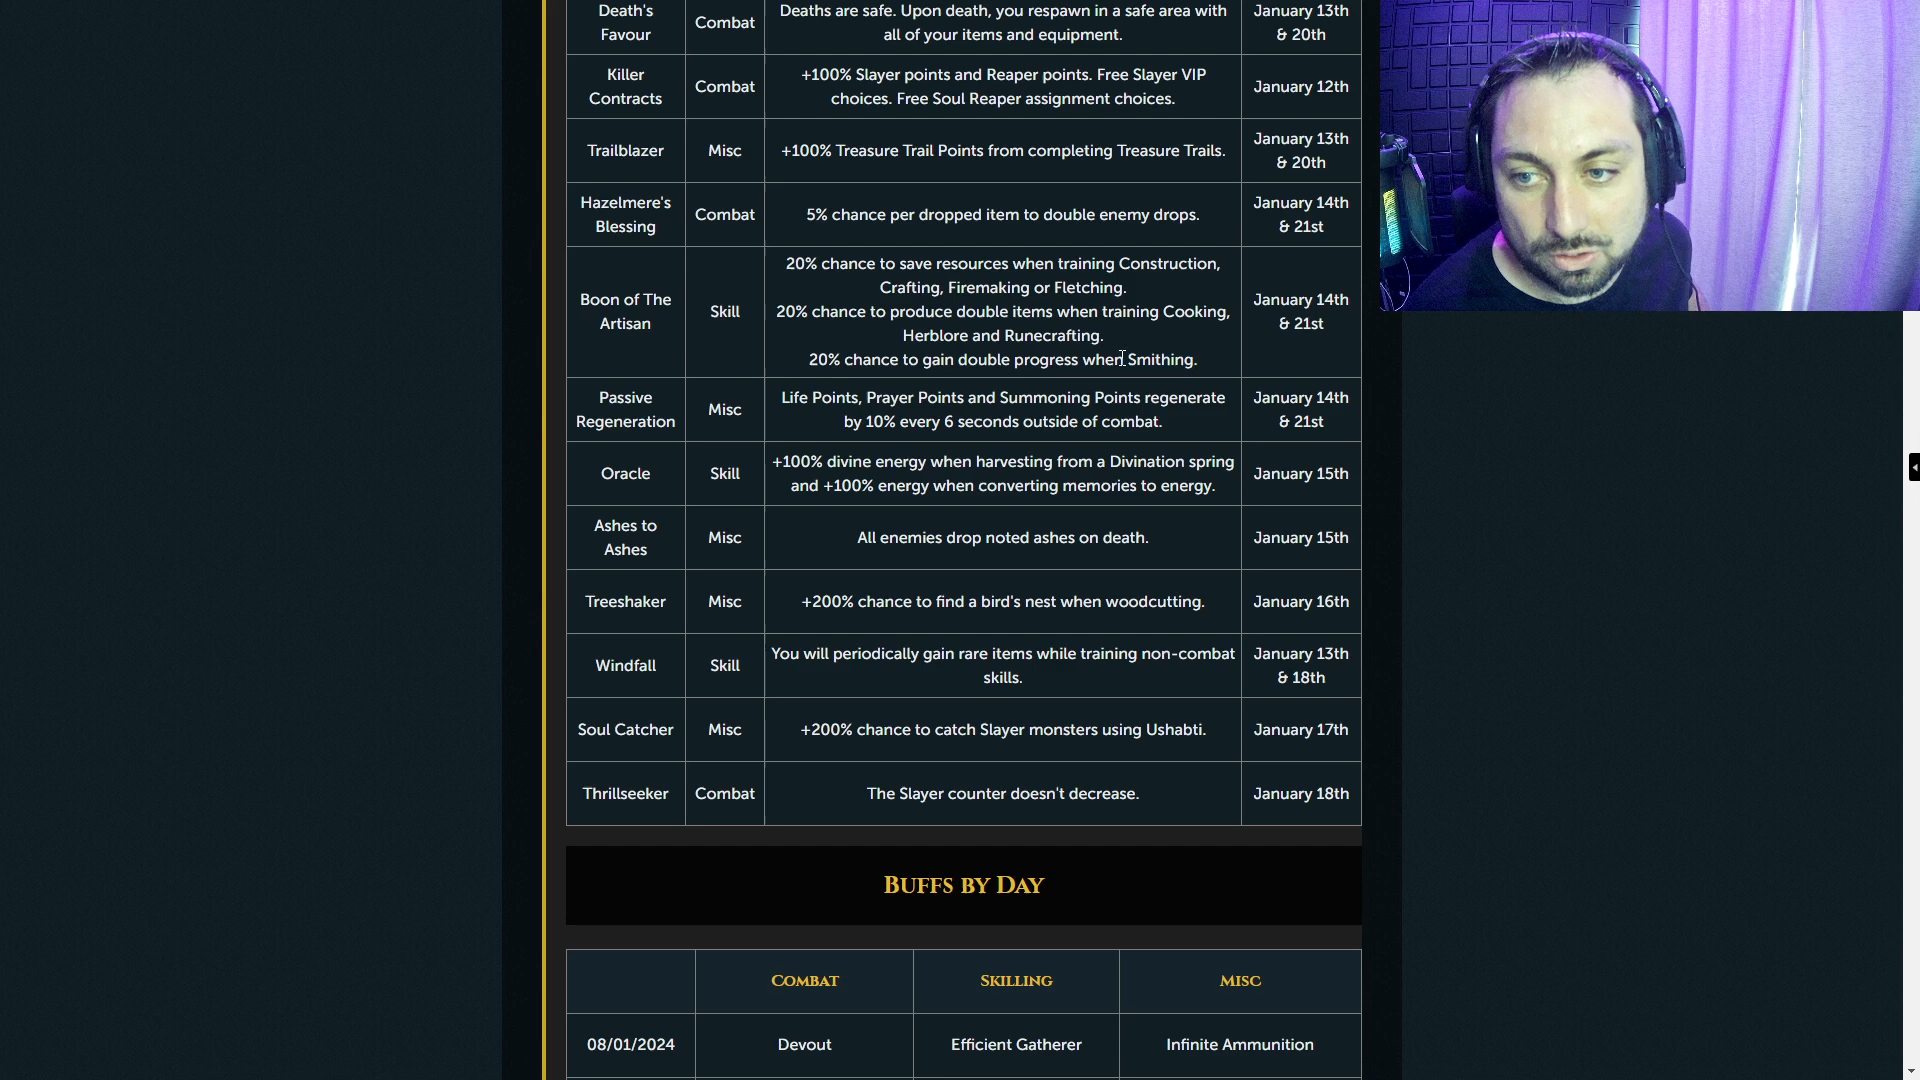 Death's
Favour
Combat
Deaths are safe. Upon death, you respawn in a safe area with
all of your items and equipment.
January 13th
& 20th
Killer
Contracts
Combat
+100% Slayer points and Reaper points. Free Slayer VIP
choices. Free Soul Reaper assignment choices.
January 12th
Trailblazer
Misc
+100% Treasure Trail Points from completing Treasure Trails.
January 13th
& 20th
Hazelmere's
Blessing
Combat
5% chance per dropped item to double enemy drops.
January 14th
& 21st
Boon of The
Artisan
Skill
20% chance to save resources when training Construction,
Crafting, Firemaking or Fletching.
20% chance to produce double items when training Cooking,
Herblore and Runecrafting.
20% chance to gain double progress when Smithing.
January 14th
& 21st
Passive
Regeneration
Misc
Life Points, Prayer Points and Summoning Points regenerate
by 10% every 6 seconds outside of combat.
January 14th
& 21st
Oracle
Skill
+100% divine energy when harvesting from a Divination spring
and +100% energy when converting memories to energy.
January 15th
Ashes to
Ashes
Misc
All enemies drop noted ashes on death.
January 15th
Treeshaker
Misc
+200% chance to find a bird's nest when woodcutting.
January 16th
Windfall
Skill
You will periodically gain rare items while training non-combat
skills.
January 13th
& 18th
Soul Catcher
Misc
+200% chance to catch Slayer monsters using Ushabti.
January 17th
Thrillseeker
Combat
The Slayer counter doesn't decrease.
January 18th
Buffs by Day
Combat
Skilling
Misc
08/01/2024
Devout
Efficient Gatherer
Infinite Ammunition